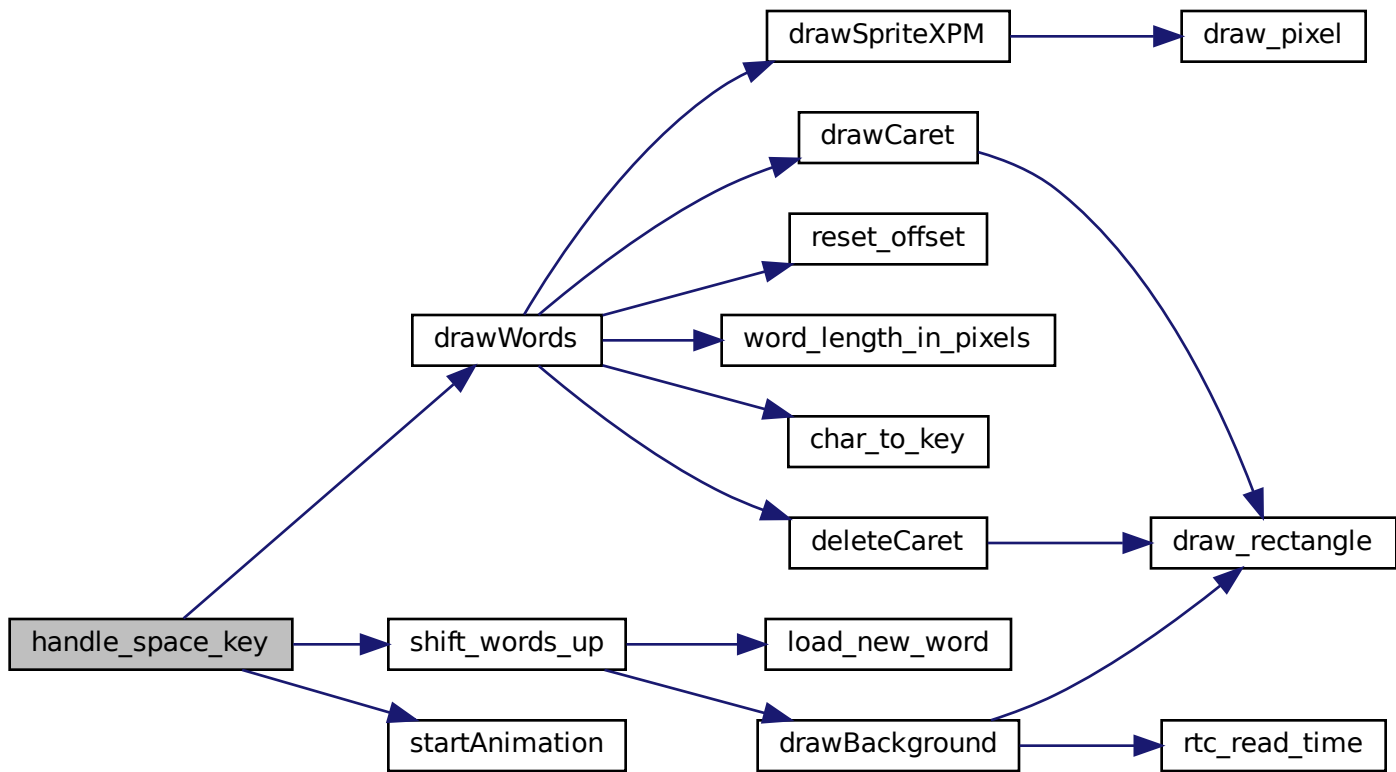 drawSpriteXPM
draw_pixel
drawCaret
reset_offset
drawWords
word_length_in_pixels
char_to_key
deleteCaret
draw_rectangle
handle_space_key
shift_words_up
load_new_word
startAnimation
drawBackground
rtc_read_time